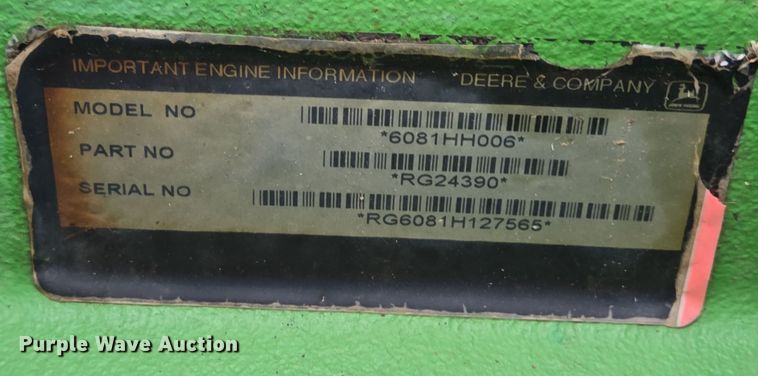 IMPORTANT ENGINE INFORMATION *DEERE & COMPANY
MODEL NO *6081HH006*
PART NO *RG24390*
SERIAL NO *RG6081H127565*
Purple Wave Auction